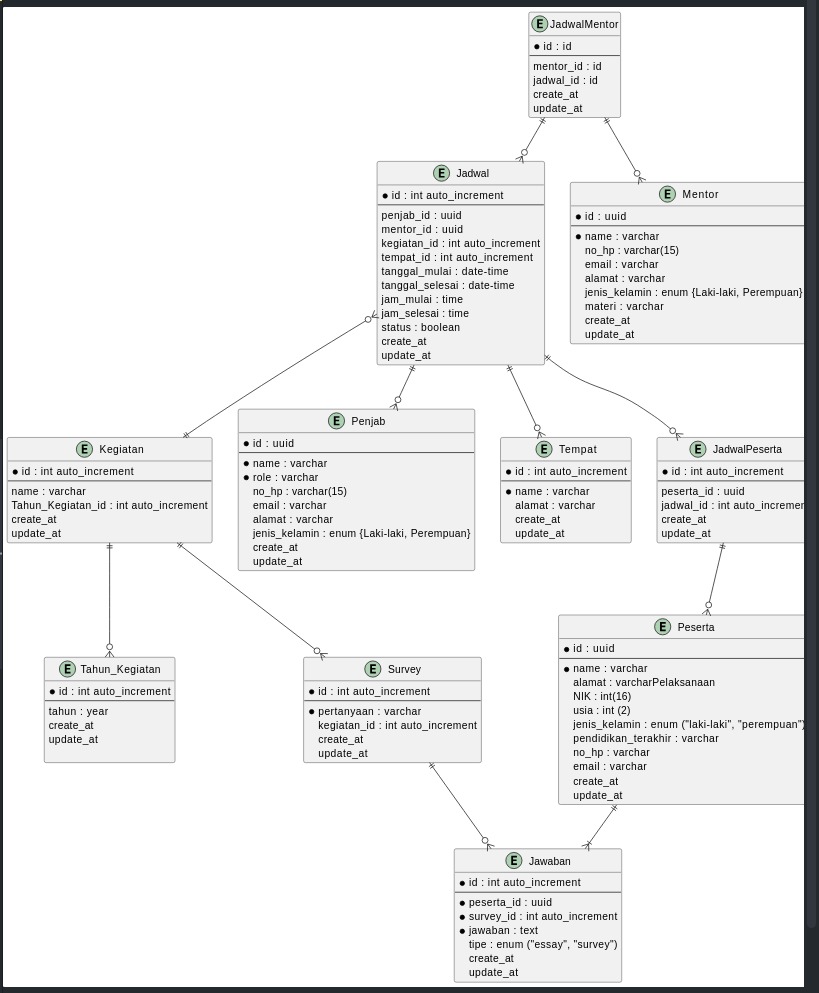 E JadwalMentor
id : id
mentor_id : id
jadwal_id : id
create_at
update_at
E Jadwal
id : int auto_increment
penjab_id : uuid
mentor_id : uuid
kegiatan_id : int auto_increment
tempat_id : int auto_increment
tanggal_mulai : date-time
tanggal_selesai : date-time
jam_mulai : time
jam_selesai : time
status : boolean
create_at
update_at
E Mentor
id : uuid
name : varchar
no_hp : varchar(15)
email : varchar
alamat : varchar
jenis_kelamin : enum {Laki-laki, Perempuan}
materi : varchar
create_at
update_at
E Kegiatan
id : int auto_increment
name : varchar
Tahun_Kegiatan_id : int auto_increment
create_at
update_at
E Penjab
id : uuid
name : varchar
role : varchar
no_hp : varchar(15)
email : varchar
alamat : varchar
jenis_kelamin : enum {Laki-laki, Perempuan}
create_at
update_at
E Tempat
id : int auto_increment
name : varchar
alamat : varchar
create_at
update_at
E JadwalPeserta
id : int auto_increment
peserta_id : uuid
jadwal_id : int auto_incremer
create_at
update_at
E Tahun_Kegiatan
id : int auto_increment
tahun : year
create_at
update_at
E Survey
id : int auto_increment
pertanyaan : varchar
kegiatan_id : int auto_increment
create_at
update_at
E Peserta
id : uuid
name : varchar
alamat : varcharPelaksanaan
NIK : int(16)
usia : int (2)
jenis_kelamin : enum ("laki-laki", "perempuan")
pendidikan_terakhir : varchar
no_hp : varchar
email : varchar
create_at
update_at
E Jawaban
id : int auto_increment
peserta_id : uuid
survey_id : int auto_increment
jawaban : text
tipe : enum ("essay", "survey")
create_at
update_at